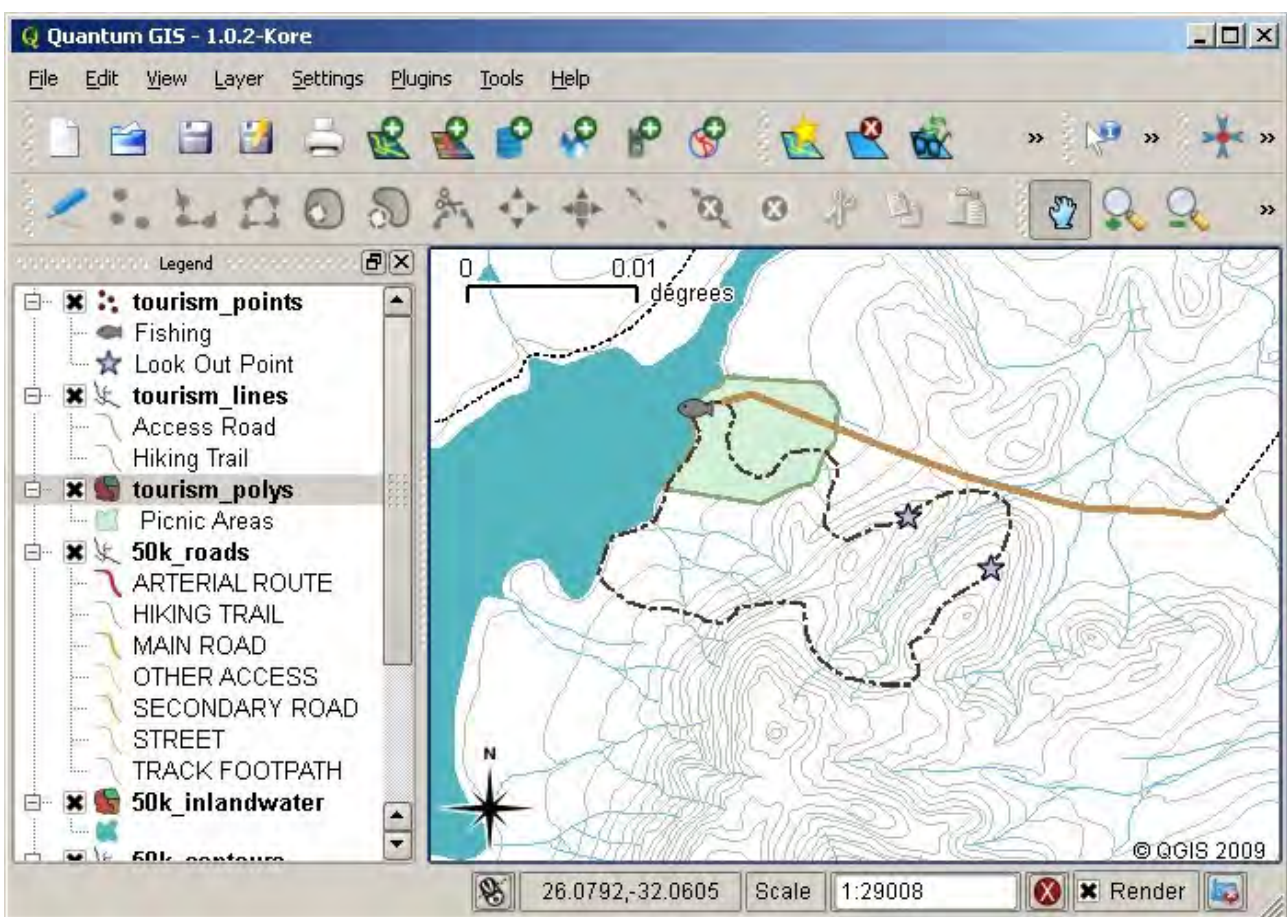 Quantum GIS - 1.0.2-Kore
File Edit View Layer Settings Plugins Tools Help
Legend
tourism_points
Fishing
Look Out Point
tourism_lines
Access Road
Hiking Trail
tourism_polys
Picnic Areas
50k_roads
ARTERIAL ROUTE
HIKING TRAIL
MAIN ROAD
OTHER ACCESS
SECONDARY ROAD
STREET
TRACK FOOTPATH
50k_inlandwater
50k_contours
0 0.01
degrees
N
© QGIS 2009
26.0792,-32.0605 Scale 1:29008 Render